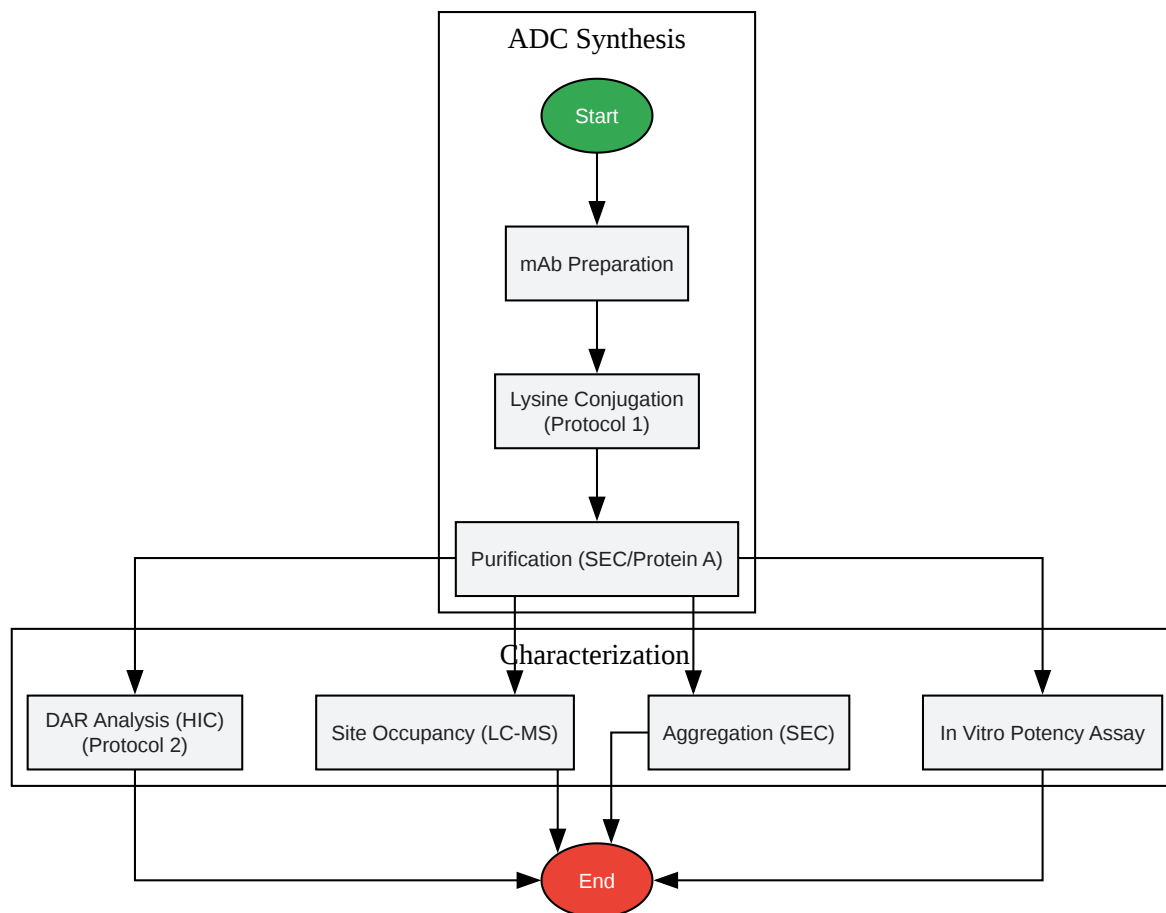 ADC Synthesis
Start
mAb Preparation
Lysine Conjugation
(Protocol 1)
Purification (SEC/Protein A)
Characterization
DAR Analysis (HIC)
(Protocol 2)
Site Occupancy (LC-MS)
Aggregation (SEC)
In Vitro Potency Assay
End